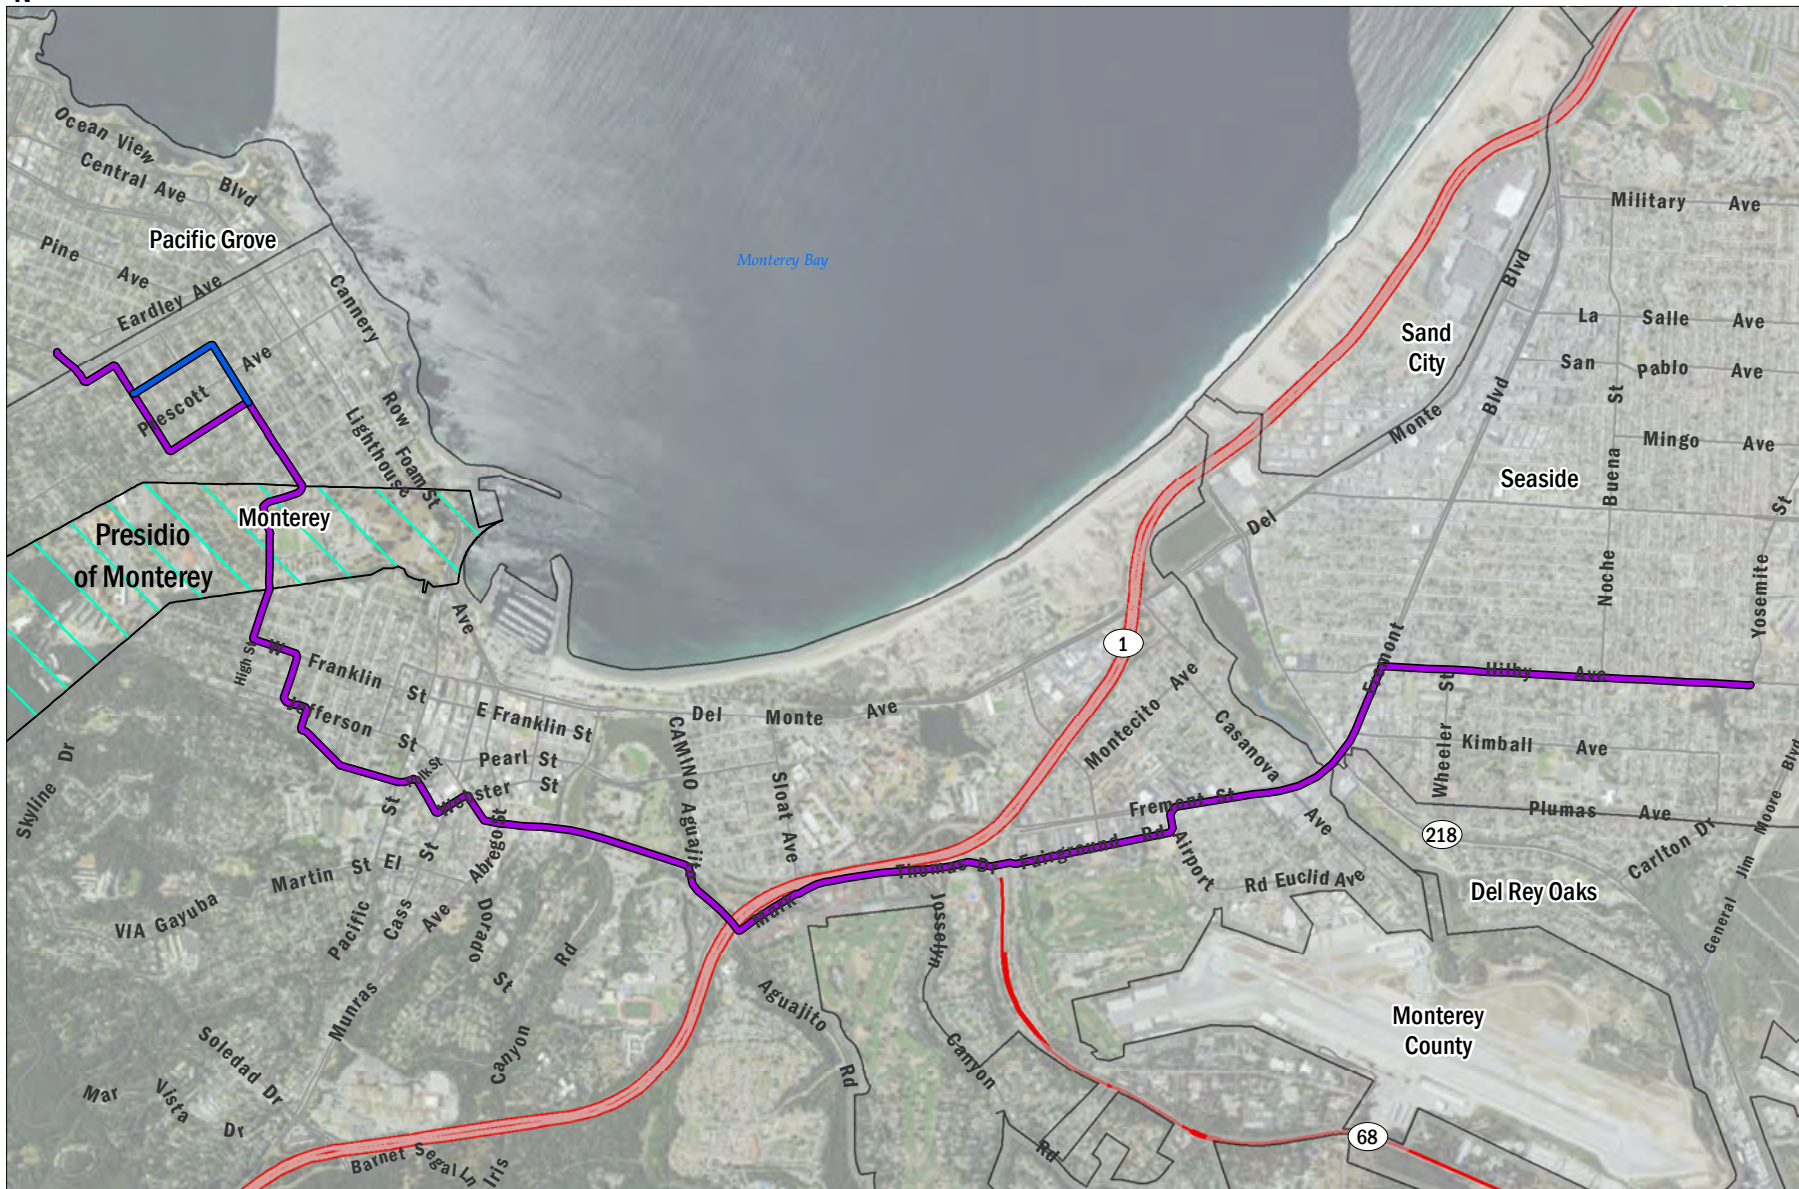 Ocean View
Blvd
Central Ave
Pacific Grove
Pine
Ave
Eardley Ave
Cannery
Row
Prescott
Ave
Lighthouse
Ave
Foam St
Monterey Bay
Monterey
Presidio
of Monterey
High St
W
Franklin
St
E Franklin St
Jefferson
St
Pearl St
Webster
St
Del
Monte
Ave
CAMINO Aguajito
Sloat Ave
Skyline
Dr
Martin
St
El
Dorado
St
VIA Gayuba
Pacific
St
Cass
St
Abrego St
Munras
Ave
Soledad Dr
Mar
Vista
Dr
Canyon
Rd
Barnet
Segal Ln
Iris
Mark
Thomas Dr
Fairground
Rd
Josselyn
Canyon
Rd
Aguajito
Rd
Airport
Rd
Euclid Ave
Fremont St
Montecito
Ave
Casanova
Ave
1
Del
Monte
Blvd
Fremont
Blvd
Sand
City
Seaside
Military
Ave
La
Salle
Ave
San
Pablo
Ave
Mingo
Ave
Noche
Buena
St
Yosemite
St
Hilby
Ave
Wheeler
St
Kimball
Ave
Plumas
Ave
218
Carlton Dr
Del Rey Oaks
General
Jim
Moore
Blvd
Monterey
County
68